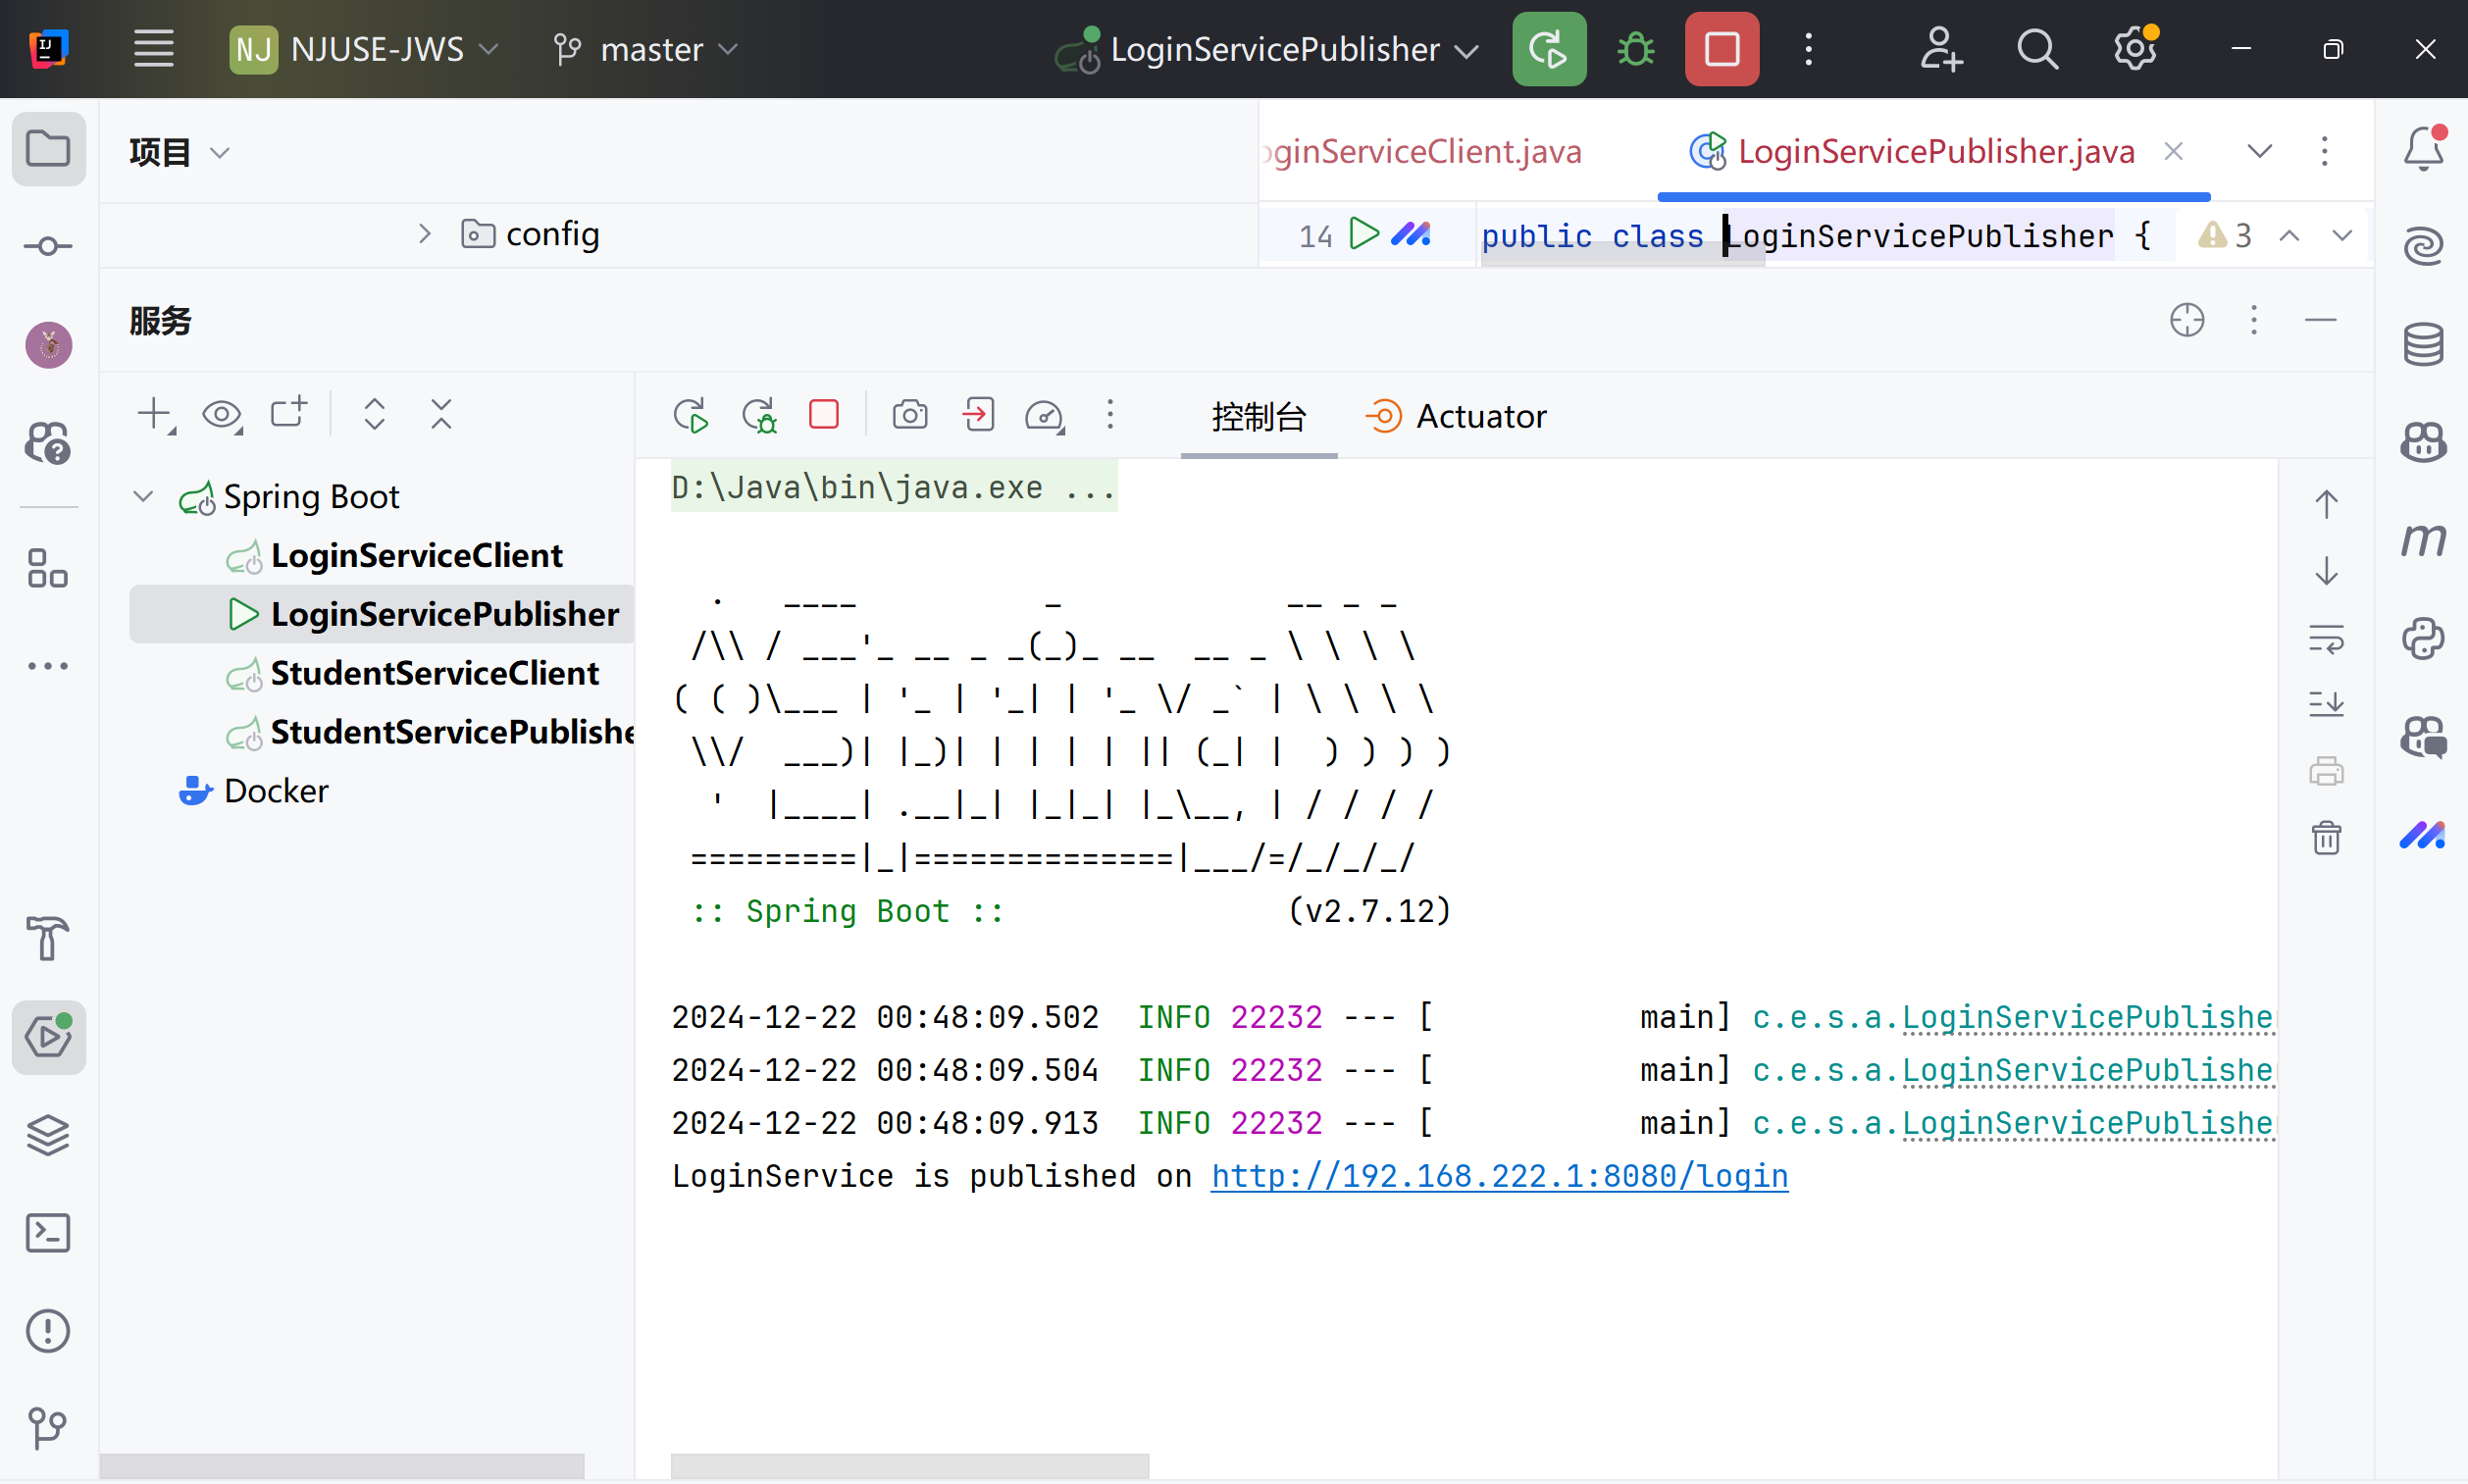 NJ NJUSE-JWS master LoginServicePublisher
项目
oginServiceClient.java LoginServicePublisher.java
config
14 public class LoginServicePublisher { 3
服务
控制台 Actuator
Spring Boot
LoginServiceClient
LoginServicePublisher
StudentServiceClient
StudentServicePublishe
Docker
D:\Java\bin\java.exe ...
  .   ____          _            __ _ _
 /\\ / ___'_ __ _ _(_)_ __  __ _ \ \ \ \
( ( )\___ | '_ | '_| | '_ \/ _` | \ \ \ \
 \\/  ___)| |_)| | | | | || (_| |  ) ) ) )
  '  |____| .__|_| |_|_| |_\__, | / / / /
 =========|_|==============|___/=/_/_/_/
 :: Spring Boot ::               (v2.7.12)
2024-12-22 00:48:09.502  INFO 22232 --- [           main] c.e.s.a.LoginServicePublisher
2024-12-22 00:48:09.504  INFO 22232 --- [           main] c.e.s.a.LoginServicePublisher
2024-12-22 00:48:09.913  INFO 22232 --- [           main] c.e.s.a.LoginServicePublisher
LoginService is published on http://192.168.222.1:8080/login